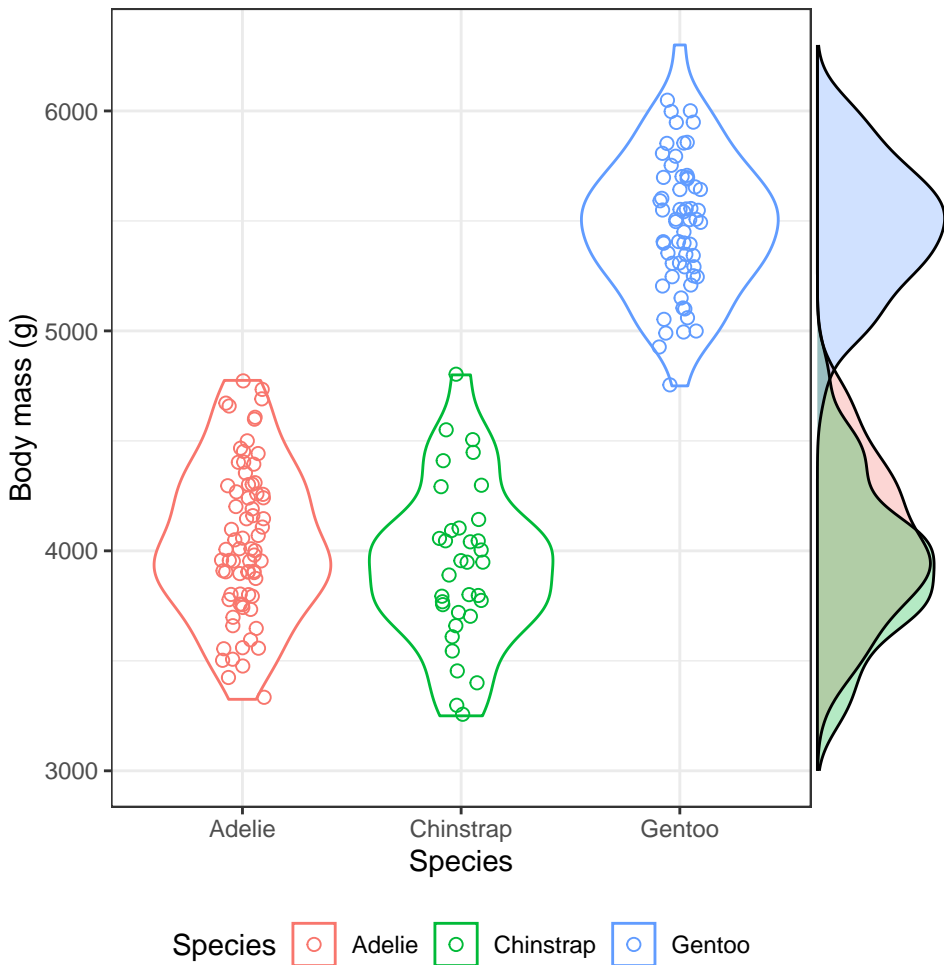 6000
5000
4000
3000
Body mass (g)
Adelie Chinstrap Gentoo
Species
Species Adelie Chinstrap Gentoo